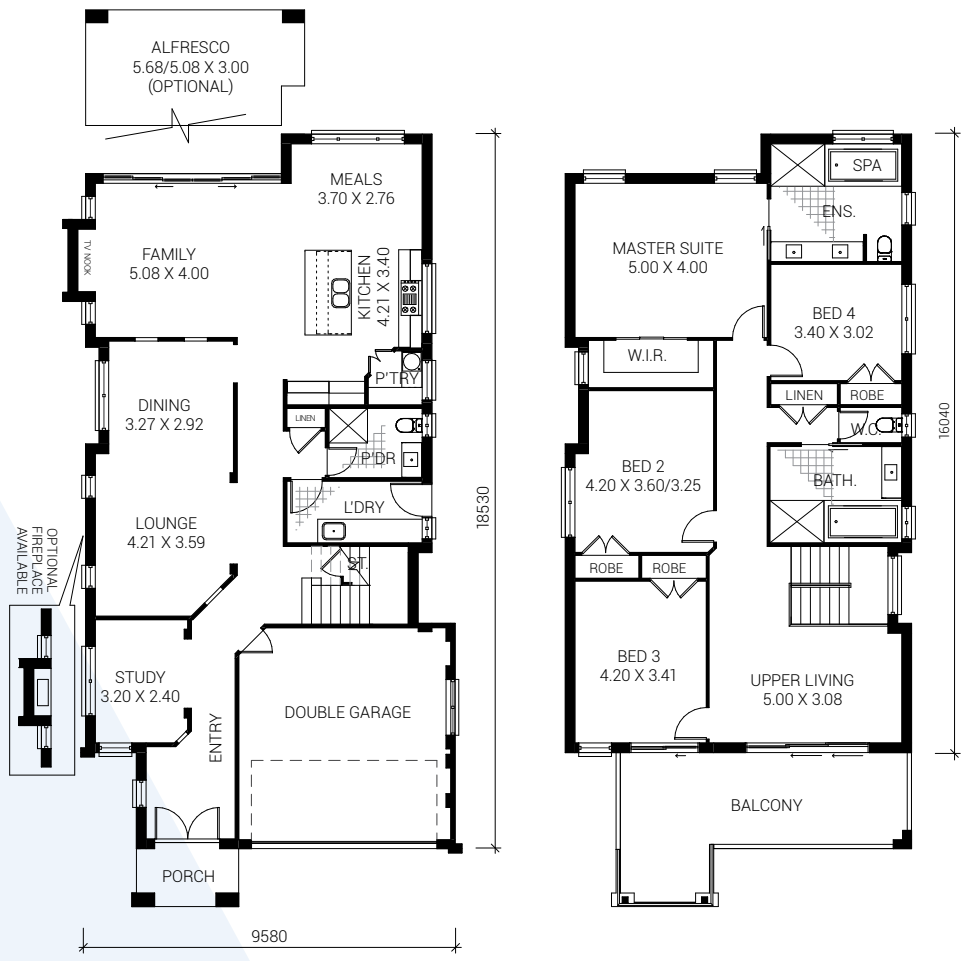 ALFRESCO
5.68/5.08 X 3.00
(OPTIONAL)
MEALS
3.70 X 2.76
TV NOOK
FAMILY
5.08 X 4.00
KITCHEN
4.21 X 3.40
P'TRY
DINING
3.27 X 2.92
LINEN
P'DR
L'DRY
LOUNGE
4.21 X 3.59
OPTIONAL
FIREPLACE
AVAILABLE
ST.
STUDY
3.20 X 2.40
ENTRY
DOUBLE GARAGE
PORCH
18530
9580
SPA
ENS.
MASTER SUITE
5.00 X 4.00
BED 4
3.40 X 3.02
W.I.R.
LINEN
ROBE
W.C.
BED 2
4.20 X 3.60/3.25
BATH.
ROBE
ROBE
BED 3
4.20 X 3.41
UPPER LIVING
5.00 X 3.08
BALCONY
16040